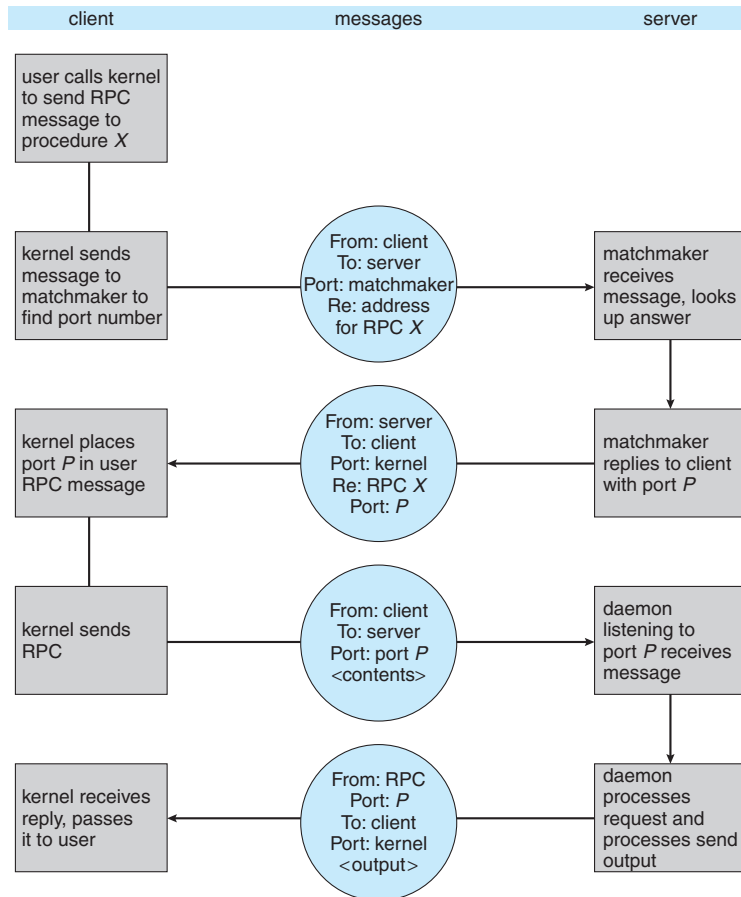 client
messages
server
user calls kernel
to send RPC
message to
procedure X
kernel sends
message to
matchmaker to
find port number
From: client
To: server
Port: matchmaker
Re: address
for RPC X
matchmaker
receives
message, looks
up answer
kernel places
port P in user
RPC message
From: server
To: client
Port: kernel
Re: RPC X
Port: P
matchmaker
replies to client
with port P
kernel sends
RPC
From: client
To: server
Port: port P
<contents>
daemon
listening to
port P receives
message
kernel receives
reply, passes
it to user
From: RPC
Port: P
To: client
Port: kernel
<output>
daemon
processes
request and
processes send
output